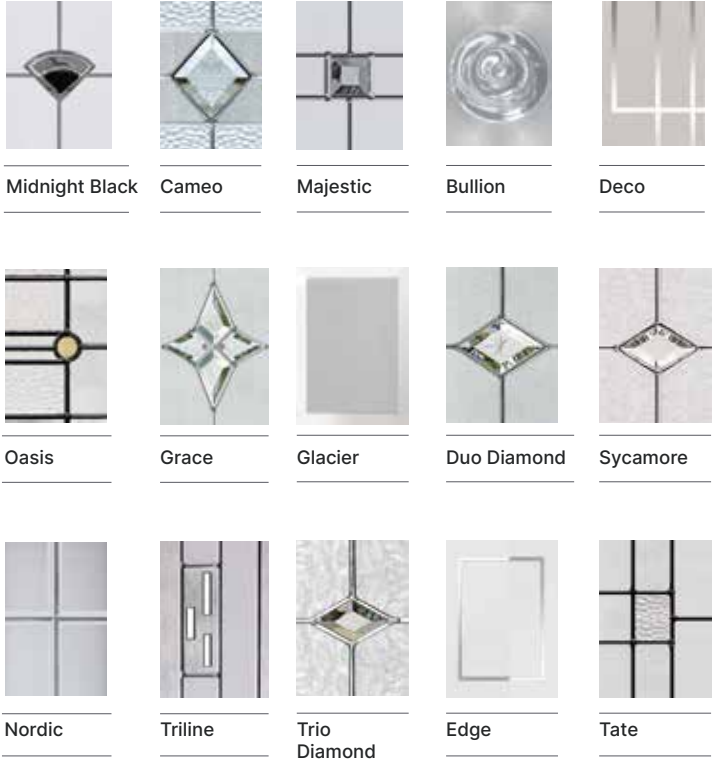 Midnight Black
Cameo
Majestic
Bullion
Deco
Oasis
Grace
Glacier
Duo Diamond
Sycamore
Nordic
Triline
Trio
Diamond
Edge
Tate